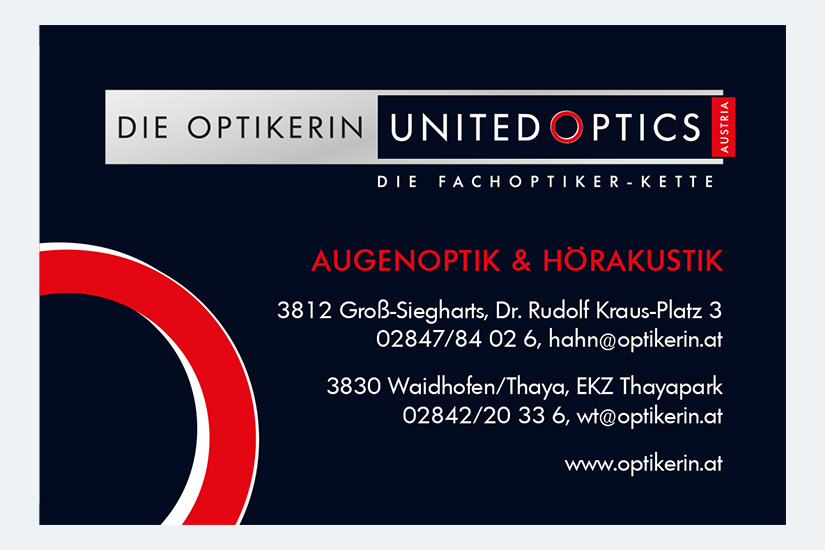 DIE OPTIKERIN UNITEDOPTICS AUSTRIA
DIE FACHOPTIKER-KETTE
AUGENOPTIK & HÖRAKUSTIK
3812 Groß-Siegharts, Dr. Rudolf Kraus-Platz 3
02847/84 02 6, hahn@optikerin.at
3830 Waidhofen/Thaya, EKZ Thayapark
02842/20 33 6, wt@optikerin.at
www.optikerin.at